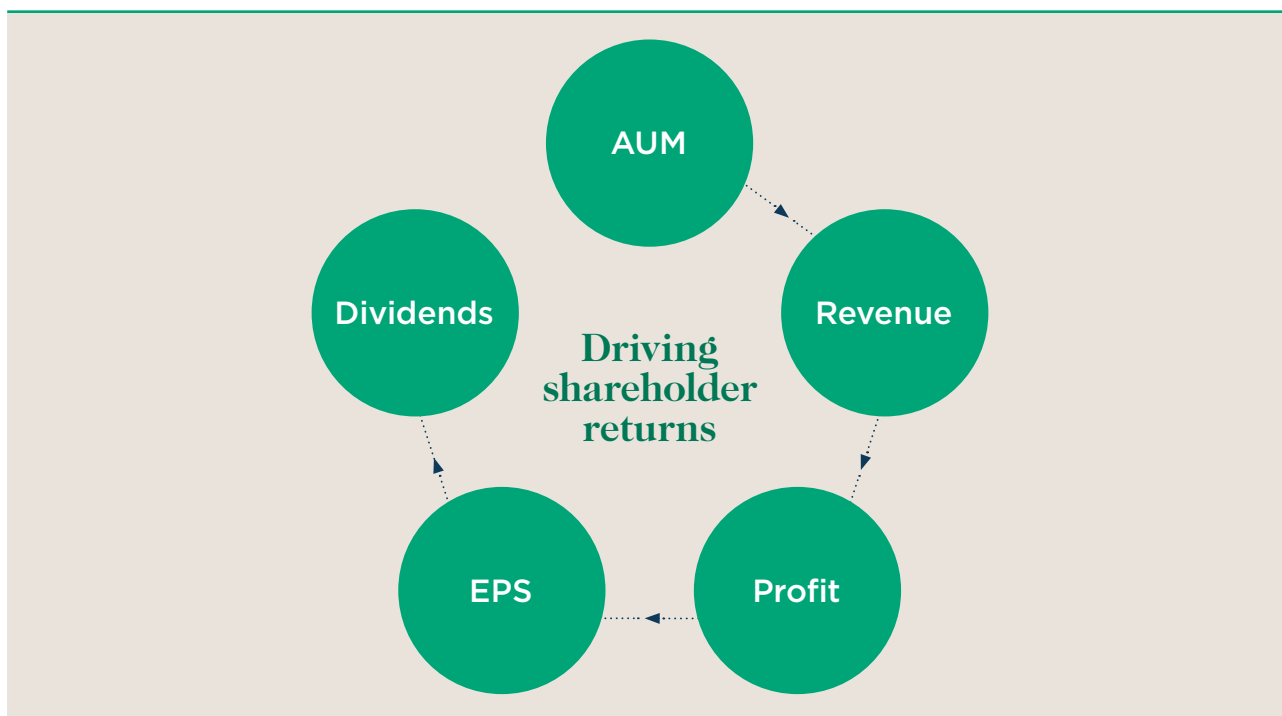 AUM
Revenue
Profit
EPS
Dividends
Driving
shareholder
returns